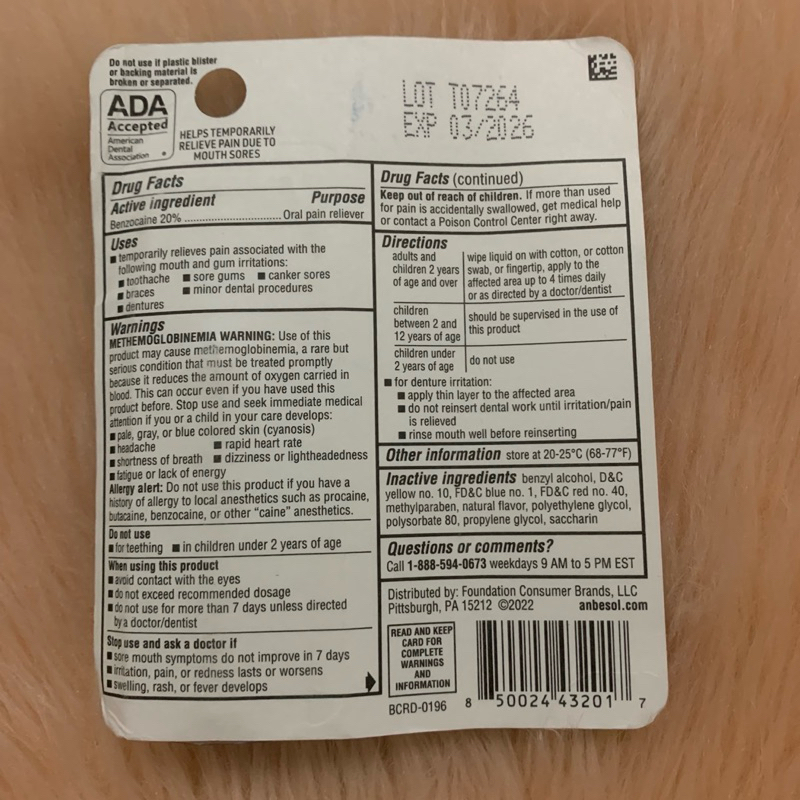 Do not use if plastic blister
or backing material is
broken or separated.
ADA
Accepted
American
Dental
Association
HELPS TEMPORARILY
RELIEVE PAIN DUE TO
MOUTH SORES
LOT T07264
EXP 03/2026
Drug Facts
Active ingredient Purpose
Benzocaine 20% ............................ Oral pain reliever
Uses
■ temporarily relieves pain associated with the
following mouth and gum irritations:
■ toothache ■ sore gums ■ canker sores
■ braces ■ minor dental procedures
■ dentures
Warnings
METHEMOGLOBINEMIA WARNING: Use of this
product may cause methemoglobinemia, a rare but
serious condition that must be treated promptly
because it reduces the amount of oxygen carried in
blood. This can occur even if you have used this
product before. Stop use and seek immediate medical
attention if you or a child in your care develops:
■ pale, gray, or blue colored skin (cyanosis)
■ headache ■ rapid heart rate
■ shortness of breath ■ dizziness or lightheadedness
■ fatigue or lack of energy
Allergy alert: Do not use this product if you have a
history of allergy to local anesthetics such as procaine,
butacaine, benzocaine, or other "caine" anesthetics.
Do not use
■ for teething ■ in children under 2 years of age
When using this product
■ avoid contact with the eyes
■ do not exceed recommended dosage
■ do not use for more than 7 days unless directed
by a doctor/dentist
Stop use and ask a doctor if
■ sore mouth symptoms do not improve in 7 days
■ irritation, pain, or redness lasts or worsens
■ swelling, rash, or fever develops
Drug Facts (continued)
Keep out of reach of children. If more than used
for pain is accidentally swallowed, get medical help
or contact a Poison Control Center right away.
Directions
adults and wipe liquid on with cotton, or cotton
children 2 years swab, or fingertip, apply to the
of age and over affected area up to 4 times daily
or as directed by a doctor/dentist
children
between 2 and should be supervised in the use of
12 years of age this product
children under
2 years of age do not use
■ for denture irritation:
■ apply thin layer to the affected area
■ do not reinsert dental work until irritation/pain
is relieved
■ rinse mouth well before reinserting
Other information store at 20-25°C (68-77°F)
Inactive ingredients benzyl alcohol, D&C
yellow no. 10, FD&C blue no. 1, FD&C red no. 40,
methylparaben, natural flavor, polyethylene glycol,
polysorbate 80, propylene glycol, saccharin
Questions or comments?
Call 1-888-594-0673 weekdays 9 AM to 5 PM EST
Distributed by: Foundation Consumer Brands, LLC
Pittsburgh, PA 15212 ©2022 anbesol.com
READ AND KEEP
CARD FOR
COMPLETE
WARNINGS
AND
INFORMATION
BCRD-0196
8 50024 43201 7